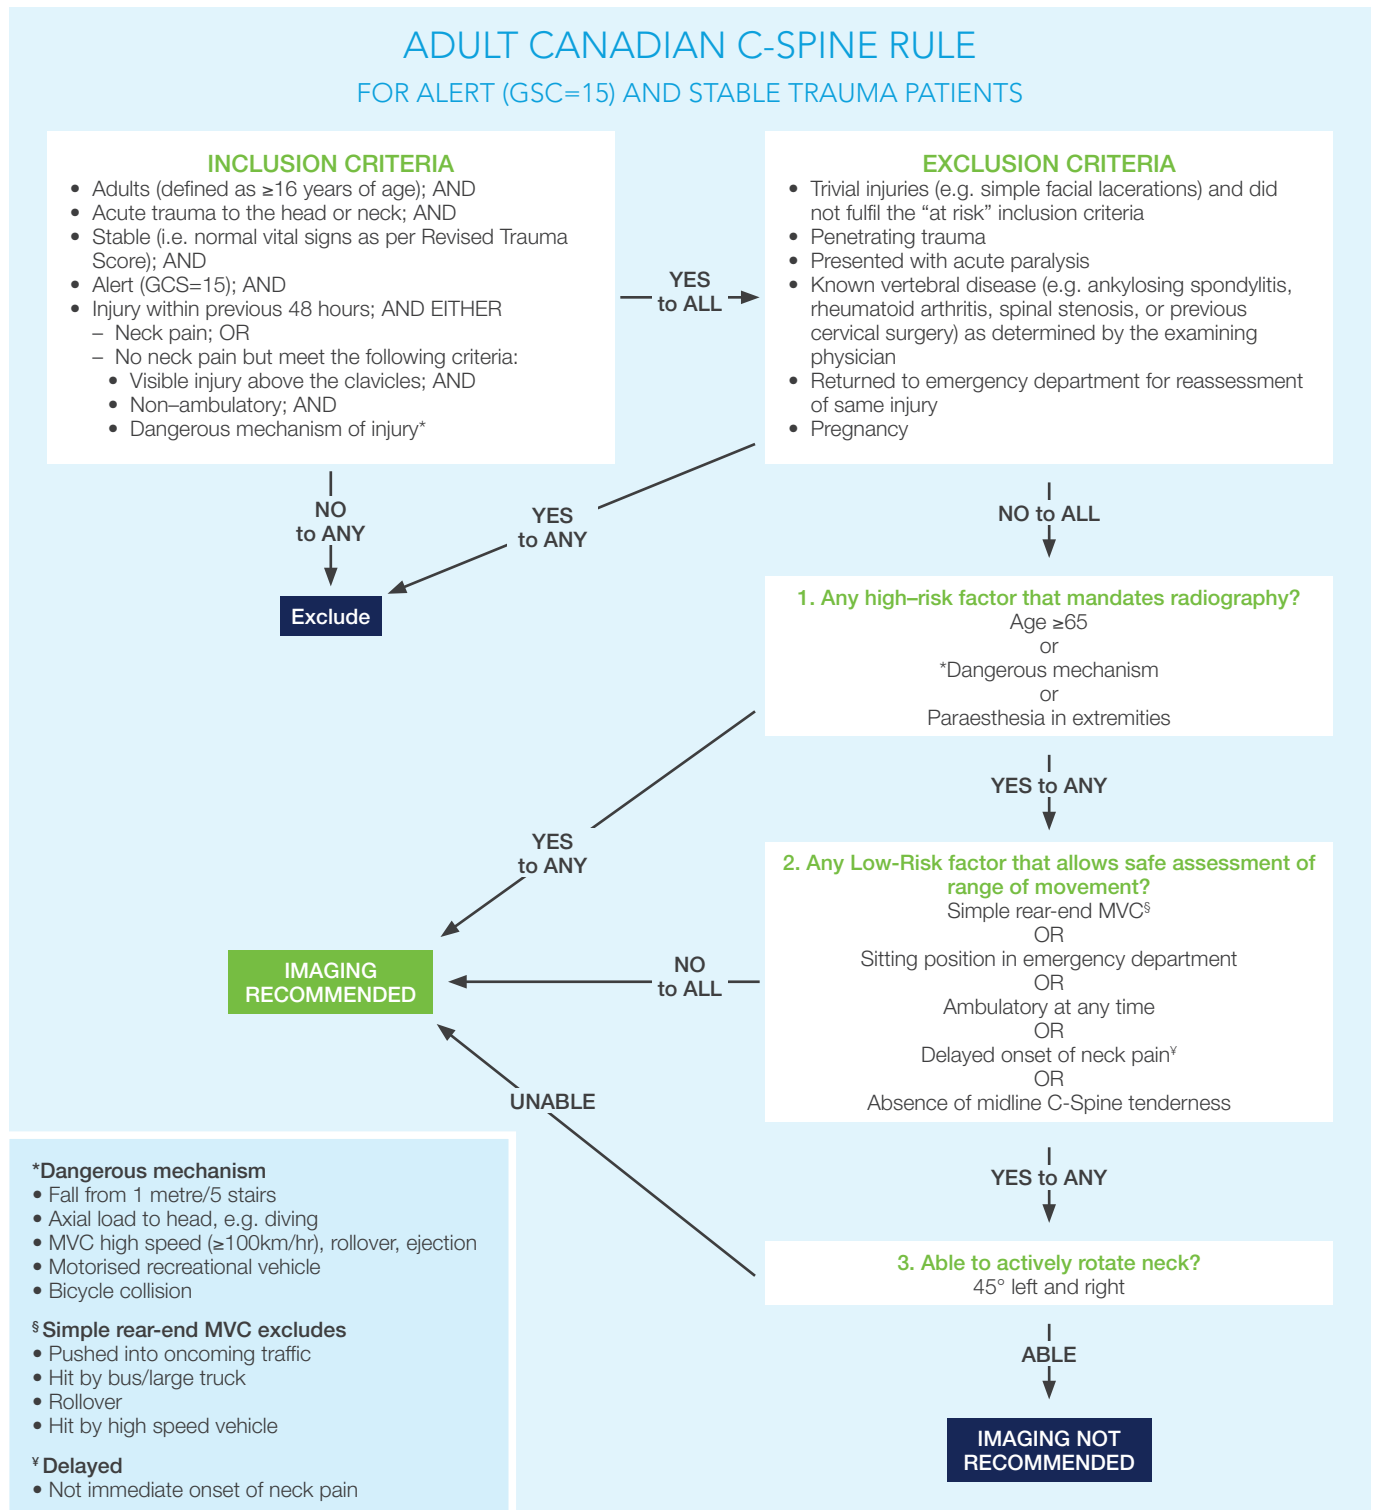 ADULT CANADIAN C-SPINE RULE
FOR ALERT (GSC=15) AND STABLE TRAUMA PATIENTS
INCLUSION CRITERIA
• Adults (defined as ≥16 years of age); AND
• Acute trauma to the head or neck; AND
• Stable (i.e. normal vital signs as per Revised Trauma
Score); AND
• Alert (GCS=15); AND
• Injury within previous 48 hours; AND EITHER
– Neck pain; OR
– No neck pain but meet the following criteria:
• Visible injury above the clavicles; AND
• Non–ambulatory; AND
• Dangerous mechanism of injury*
YES
to ALL
EXCLUSION CRITERIA
• Trivial injuries (e.g. simple facial lacerations) and did
not fulfil the “at risk” inclusion criteria
• Penetrating trauma
• Presented with acute paralysis
• Known vertebral disease (e.g. ankylosing spondylitis,
rheumatoid arthritis, spinal stenosis, or previous
cervical surgery) as determined by the examining
physician
• Returned to emergency department for reassessment
of same injury
• Pregnancy
NO
to ANY
YES
to ANY
NO to ALL
Exclude
1. Any high–risk factor that mandates radiography?
Age ≥65
or
*Dangerous mechanism
or
Paraesthesia in extremities
YES to ANY
YES
to ANY
2. Any Low-Risk factor that allows safe assessment of
range of movement?
Simple rear-end MVC§
OR
Sitting position in emergency department
OR
Ambulatory at any time
OR
Delayed onset of neck pain¥
OR
Absence of midline C-Spine tenderness
NO
to ALL
IMAGING
RECOMMENDED
UNABLE
YES to ANY
3. Able to actively rotate neck?
45° left and right
ABLE
IMAGING NOT
RECOMMENDED
*Dangerous mechanism
• Fall from 1 metre/5 stairs
• Axial load to head, e.g. diving
• MVC high speed (≥100km/hr), rollover, ejection
• Motorised recreational vehicle
• Bicycle collision
§ Simple rear-end MVC excludes
• Pushed into oncoming traffic
• Hit by bus/large truck
• Rollover
• Hit by high speed vehicle
¥ Delayed
• Not immediate onset of neck pain